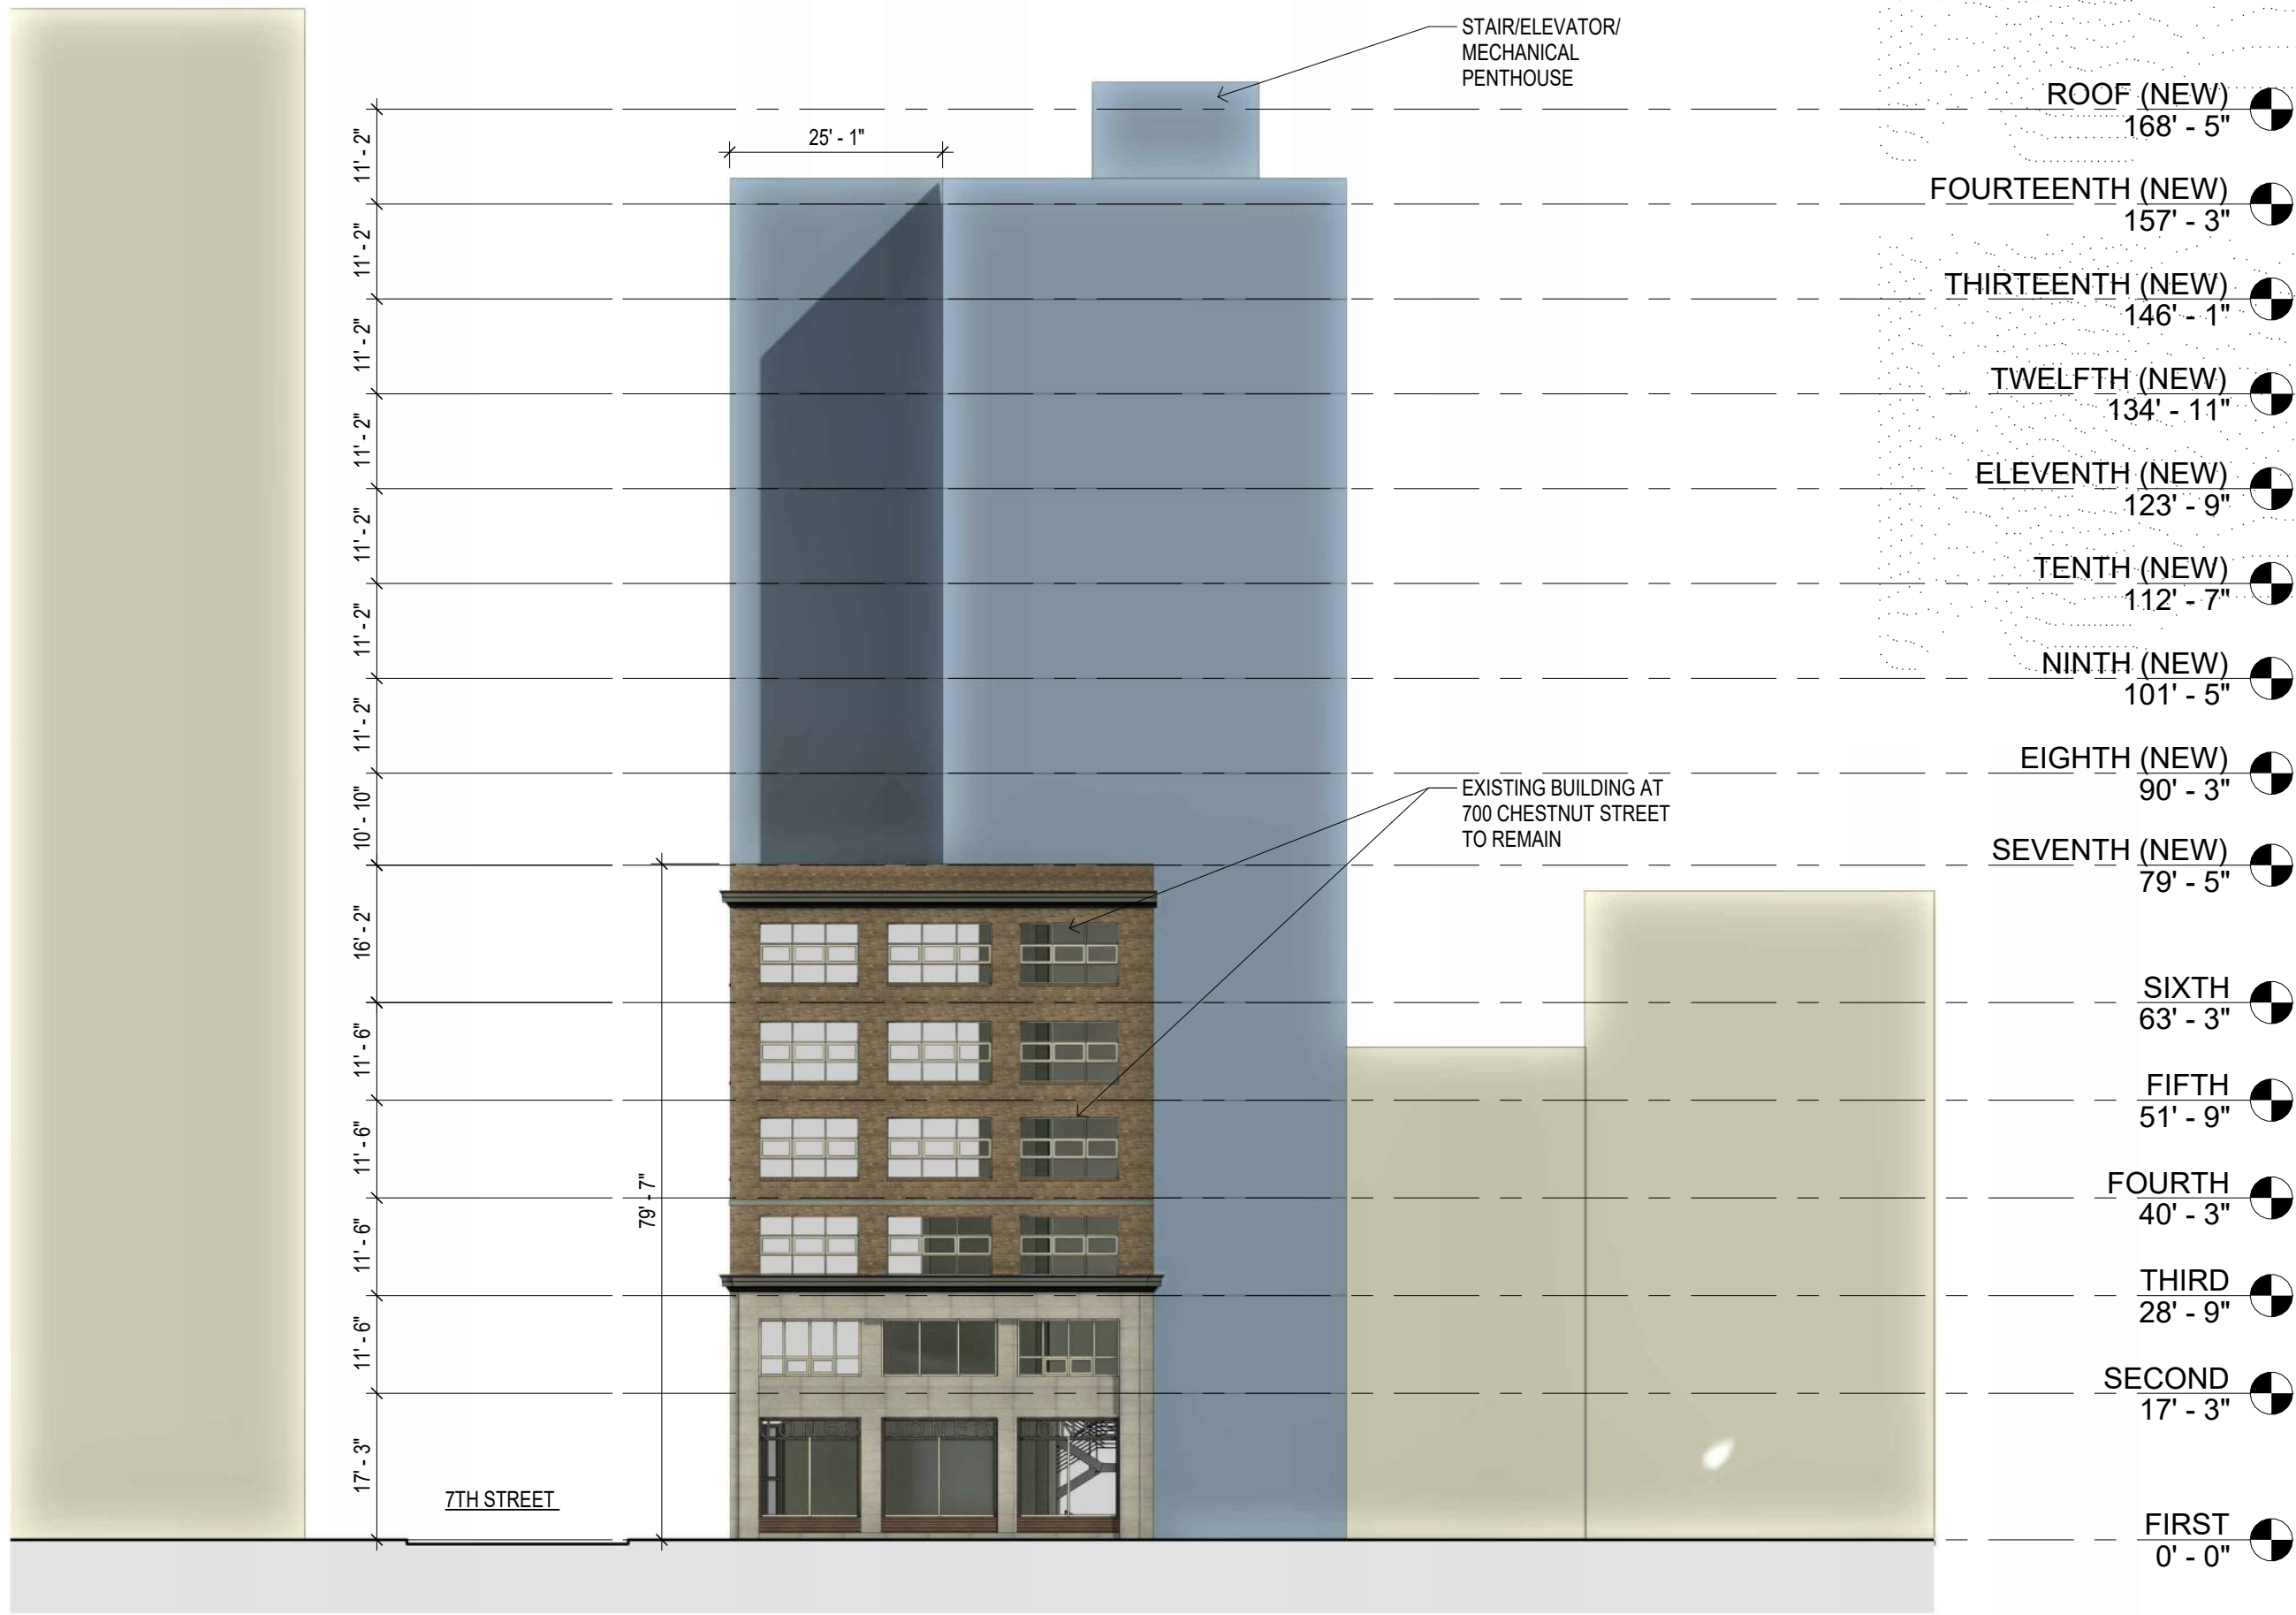 STAIR/ELEVATOR/
MECHANICAL
PENTHOUSE
ROOF (NEW)
168' - 5"
25' - 1"
11' - 2"
FOURTEENTH (NEW)
157' - 3"
11' - 2"
THIRTEENTH (NEW)
146' - 1"
11' - 2"
TWELFTH (NEW)
134' - 11"
11' - 2"
ELEVENTH (NEW)
123' - 9"
11' - 2"
TENTH (NEW)
112' - 7"
11' - 2"
NINTH (NEW)
101' - 5"
11' - 2"
EIGHTH (NEW)
90' - 3"
EXISTING BUILDING AT
700 CHESTNUT STREET
TO REMAIN
10' - 10"
SEVENTH (NEW)
79' - 5"
16' - 2"
SIXTH
63' - 3"
11' - 6"
FIFTH
51' - 9"
11' - 6"
FOURTH
40' - 3"
79' - 7"
11' - 6"
THIRD
28' - 9"
11' - 6"
SECOND
17' - 3"
JONES JONES
17' - 3"
7TH STREET
FIRST
0' - 0"